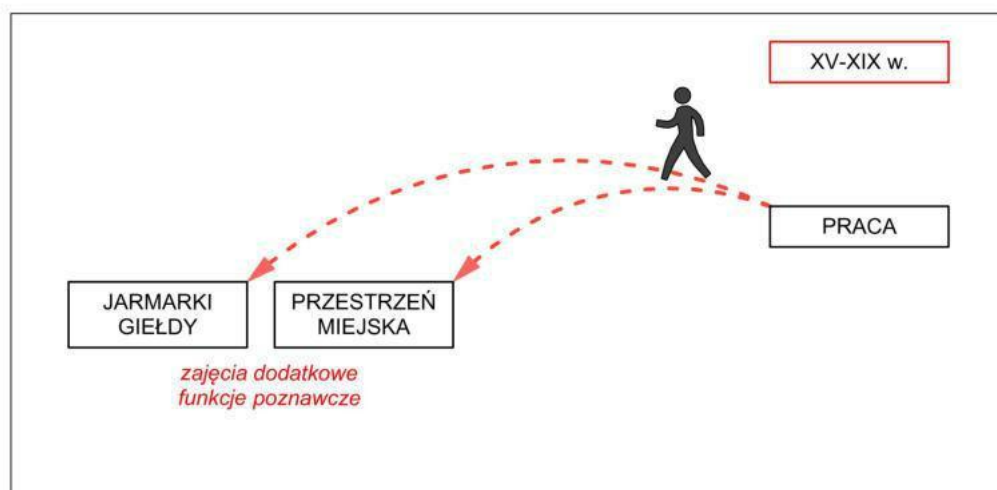 XV-XIX w.
PRACA
JARMARKI
GIEŁDY
PRZESTRZEŃ
MIEJSKA
zajęcia dodatkowe
funkcje poznawcze